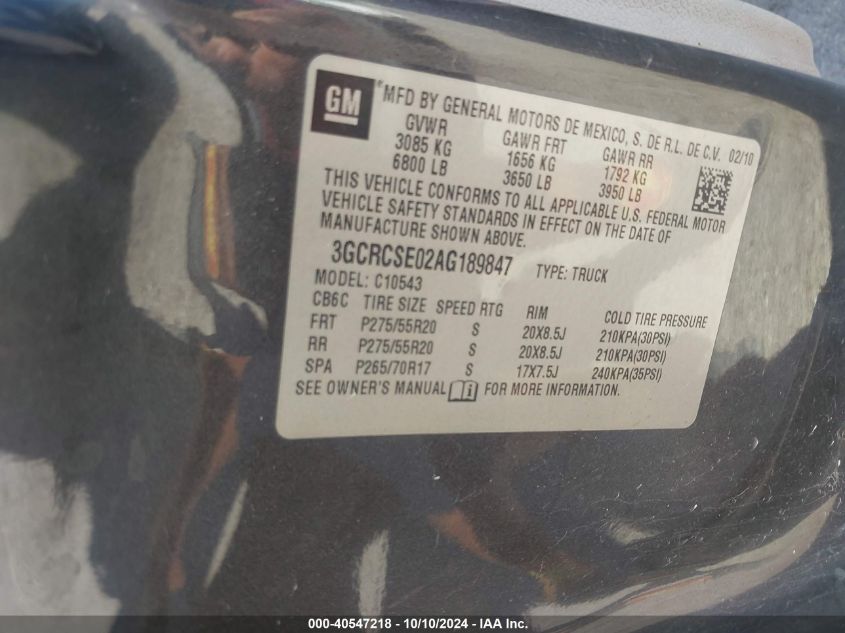 GM
*MFD BY GENERAL MOTORS DE MEXICO, S. DE R.L. DE C.V. 02/10
GVWR GAWR FRT GAWR RR
3085 KG 1656 KG 1792 KG
6800 LB 3650 LB 3950 LB
THIS VEHICLE CONFORMS TO ALL APPLICABLE U.S. FEDERAL MOTOR
VEHICLE SAFETY STANDARDS IN EFFECT ON THE DATE OF
MANUFACTURE SHOWN ABOVE.
3GCRCSE02AG189847 TYPE: TRUCK
MODEL: C10543
CB6C TIRE SIZE SPEED RTG RIM COLD TIRE PRESSURE
FRT P275/55R20 S 20X8.5J 210KPA(30PSI)
RR P275/55R20 S 20X8.5J 210KPA(30PSI)
SPA P265/70R17 S 17X7.5J 240KPA(35PSI)
SEE OWNER'S MANUAL FOR MORE INFORMATION.
000-40547218 - 10/10/2024 - IAA Inc.